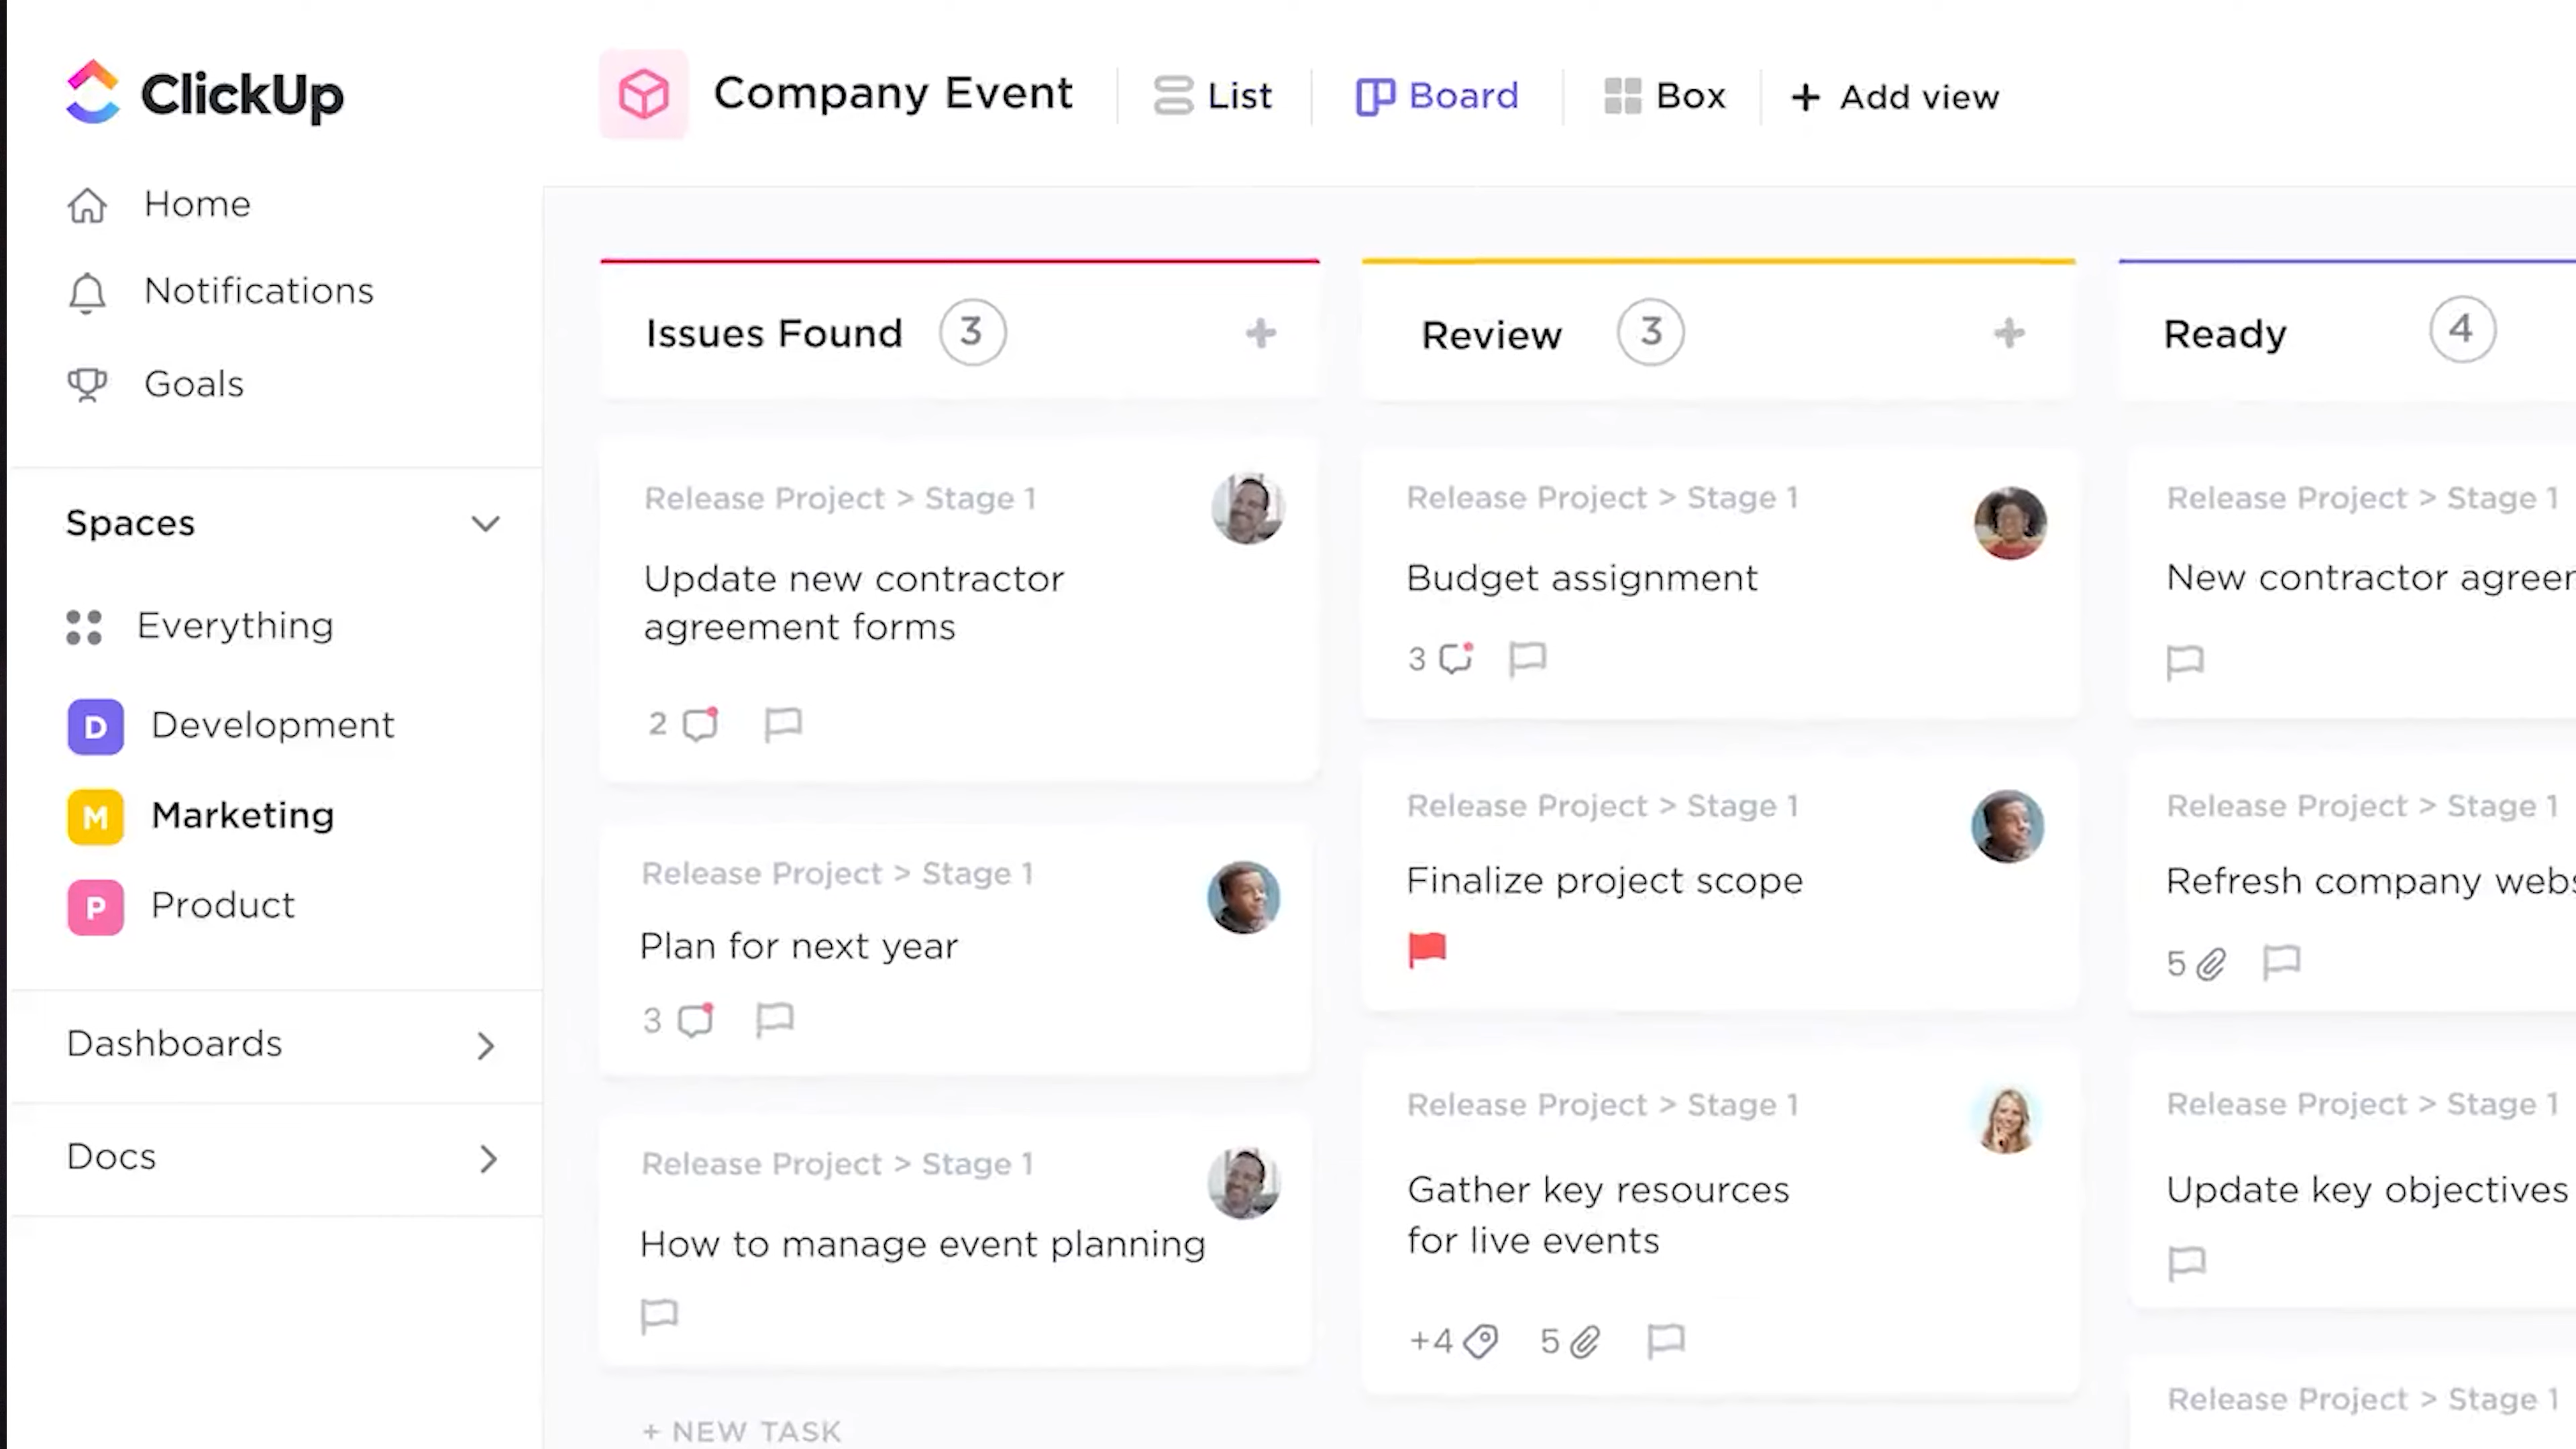 ClickUp
Home
Notifications
Goals
Spaces
Everything
D Development
M Marketing
P Product
Dashboards
Docs
Company Event
List
Board
Box
+ Add view
Issues Found 3 +
Release Project > Stage 1
Update new contractor
agreement forms
2
Release Project > Stage 1
Plan for next year
3
Release Project > Stage 1
How to manage event planning
+ NEW TASK
Review 3 +
Release Project > Stage 1
Budget assignment
3
Release Project > Stage 1
Finalize project scope
Release Project > Stage 1
Gather key resources
for live events
+4 5
Ready 4
Release Project > Stage 1
New contractor
Release Project > Stage 1
Refresh company
5
Release Project > Stage 1
Update key objectives
Release Project > Stage 1